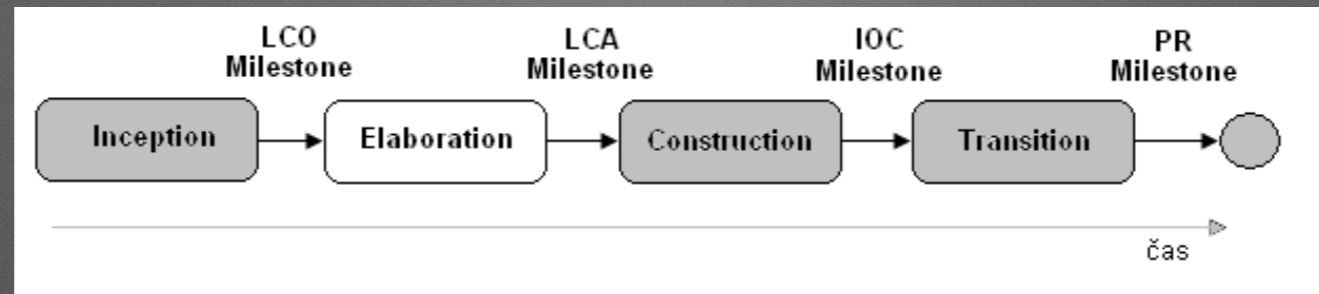 LCO
Milestone
LCA
Milestone
IOC
Milestone
PR
Milestone
Inception
Elaboration
Construction
Transition
čas